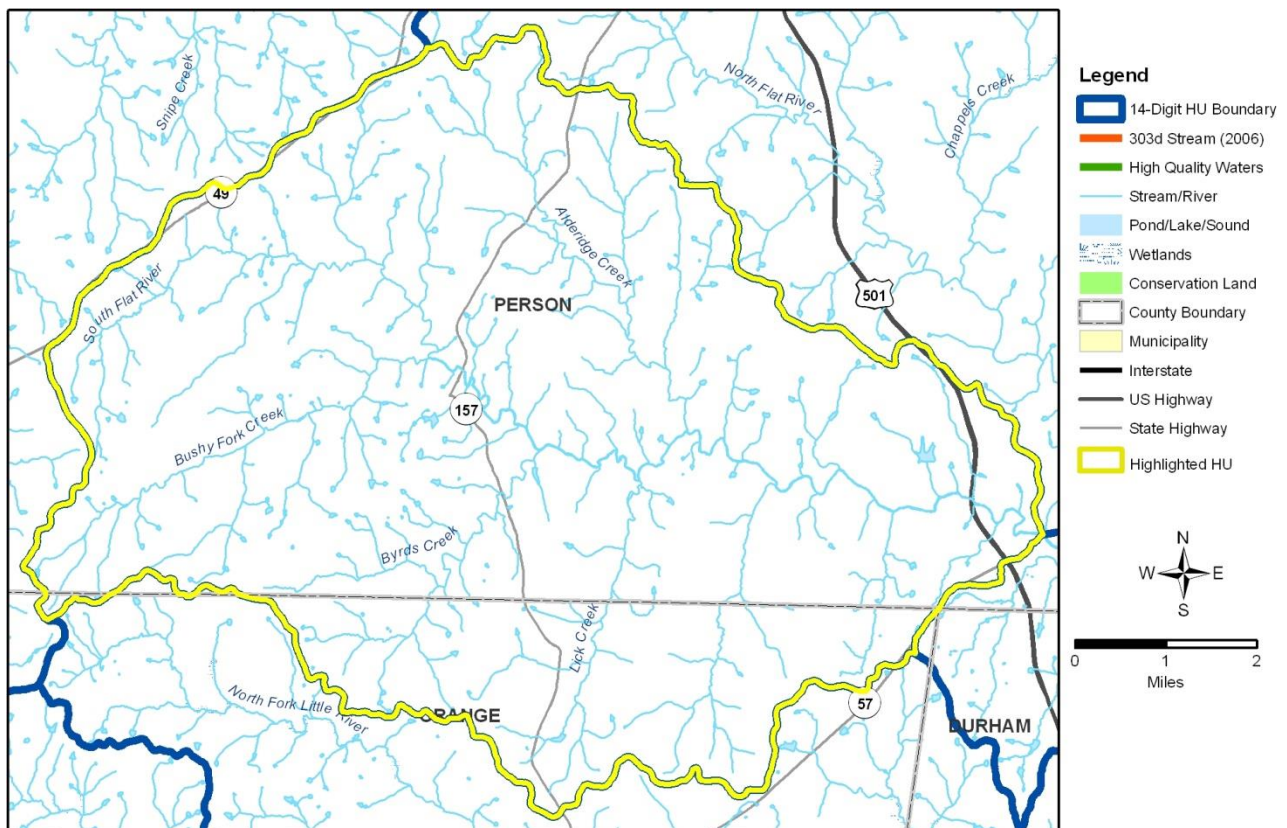 Snipe Creek
North Flat River
Chappels Creek
49
South Flat River
Alderidge Creek
PERSON
501
157
Bushy Fork Creek
Byrds Creek
Lick Creek
North Fork Little River
ORANGE
57
DURHAM
Legend
14-Digit HU Boundary
303d Stream (2006)
High Quality Waters
Stream/River
Pond/Lake/Sound
Wetlands
Conservation Land
County Boundary
Municipality
Interstate
US Highway
State Highway
Highlighted HU
N
W E
S
0 1 2
Miles